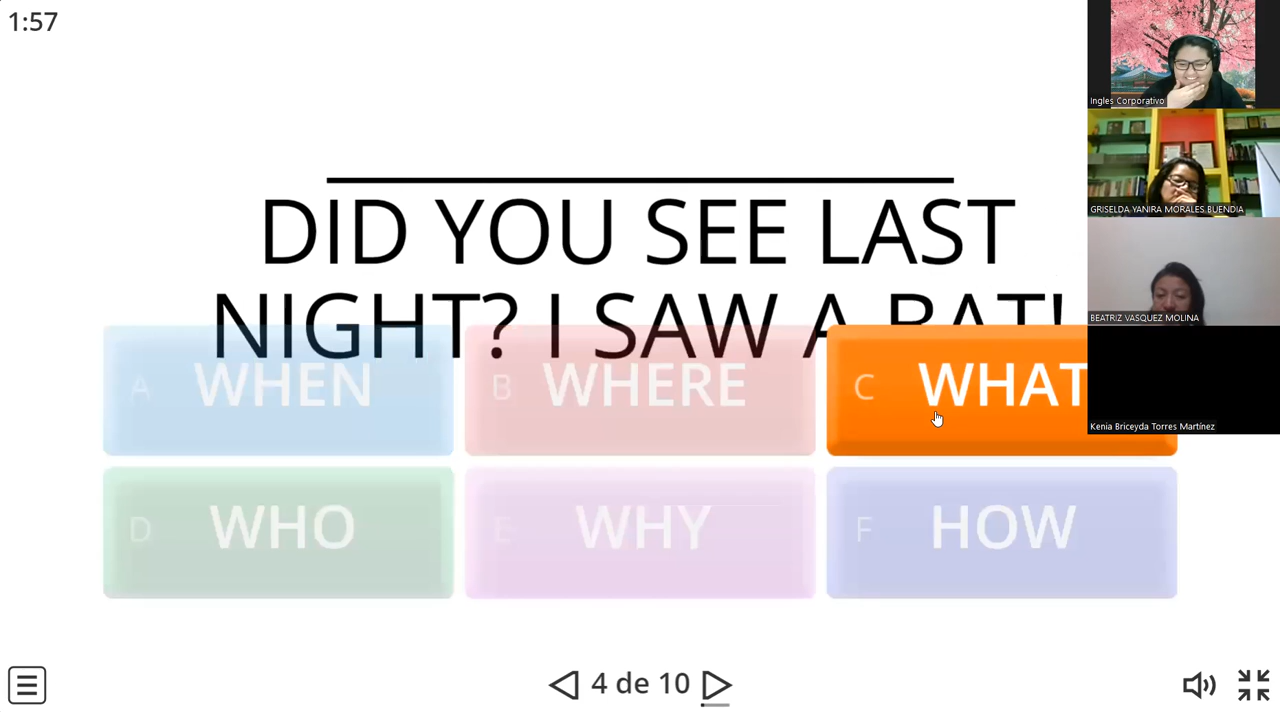 1:57
DID YOU SEE LAST
NIGHT? I SAW A BAT!
A WHEN
B WHERE
C WHAT
D WHO
E WHY
F HOW
4 de 10
Ingles Corporativo
GRISELDA YANIRA MORALES BUENDIA
BEATRIZ VASQUEZ MOLINA
Kenia Briceyda Torres Martínez